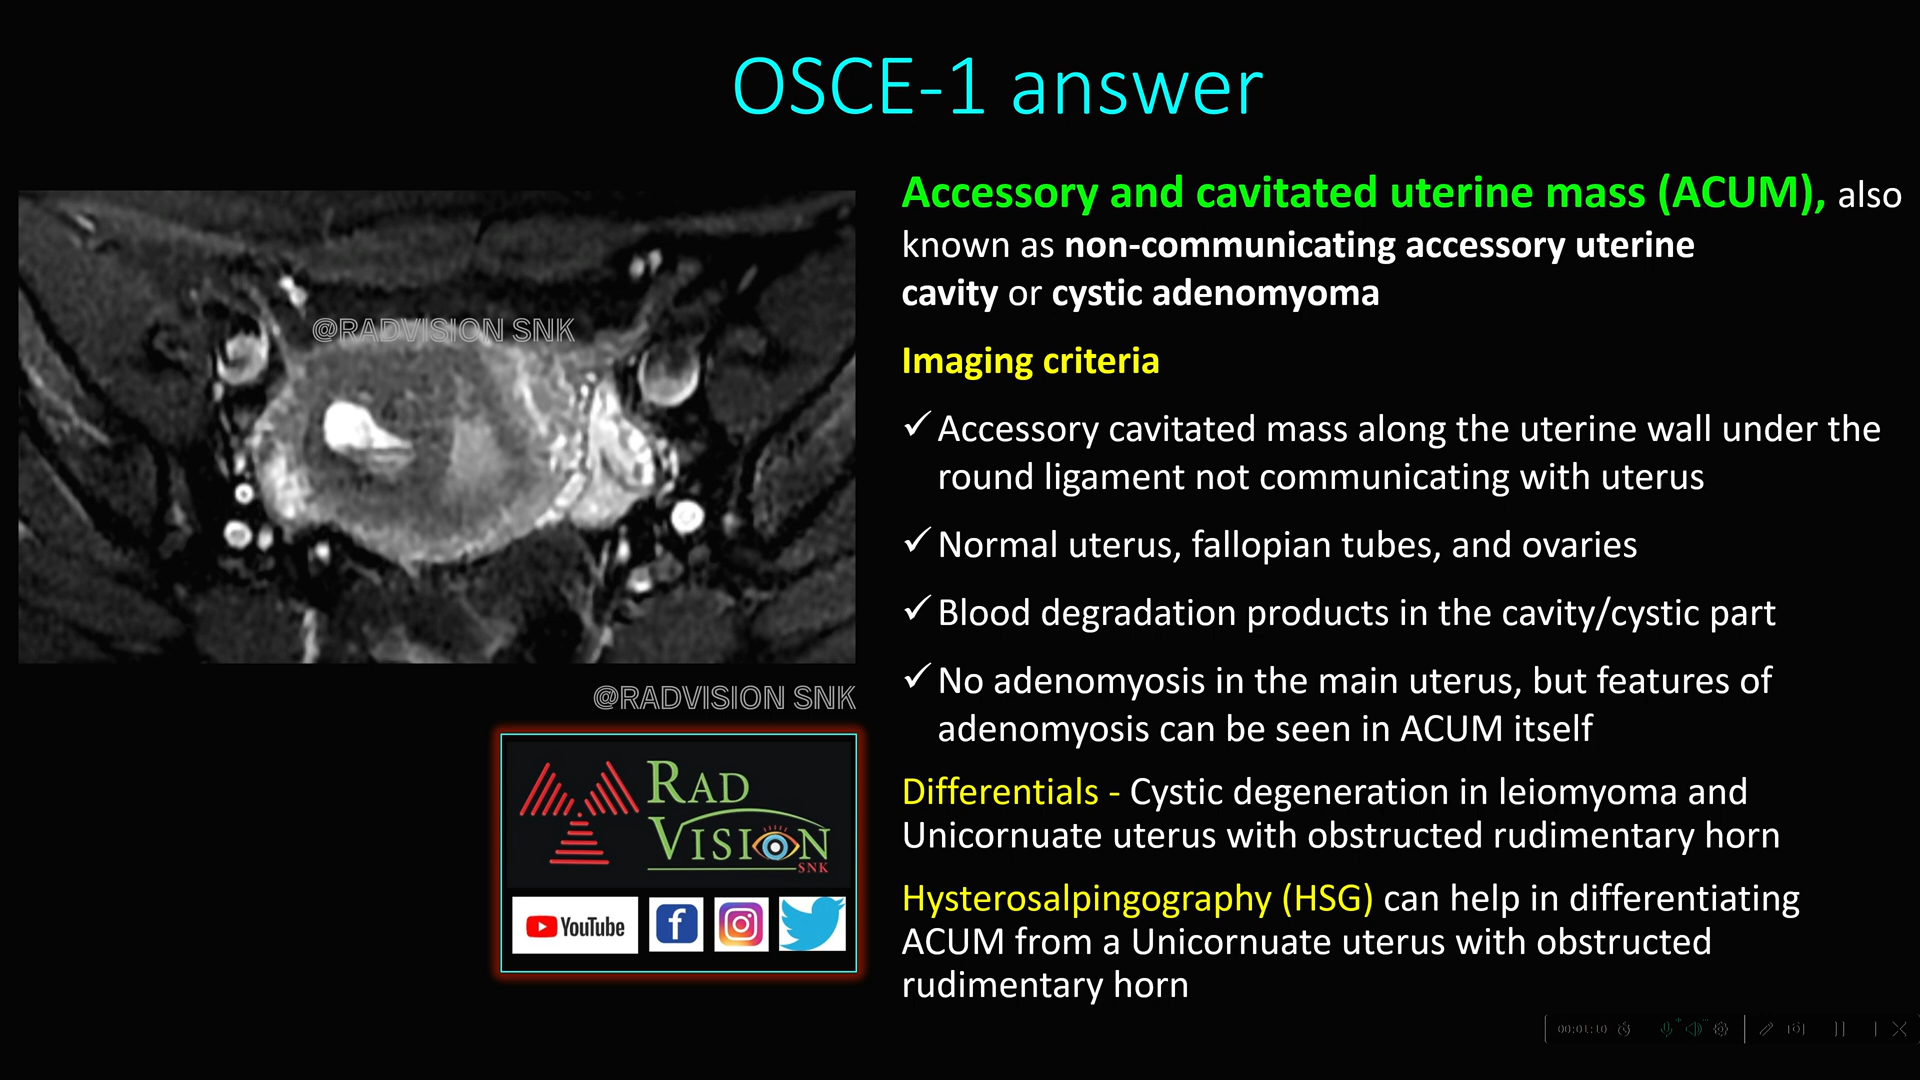 OSCE-1 answer
@RADVISION SNK
@RADVISION SNK
RAD
VISION
SNK
YouTube
Accessory and cavitated uterine mass (ACUM), also
known as non-communicating accessory uterine
cavity or cystic adenomyoma
Imaging criteria
✓ Accessory cavitated mass along the uterine wall under the
round ligament not communicating with uterus
✓ Normal uterus, fallopian tubes, and ovaries
✓ Blood degradation products in the cavity/cystic part
✓ No adenomyosis in the main uterus, but features of
adenomyosis can be seen in ACUM itself
Differentials - Cystic degeneration in leiomyoma and
Unicornuate uterus with obstructed rudimentary horn
Hysterosalpingography (HSG) can help in differentiating
ACUM from a Unicornuate uterus with obstructed
rudimentary horn
00:01:10